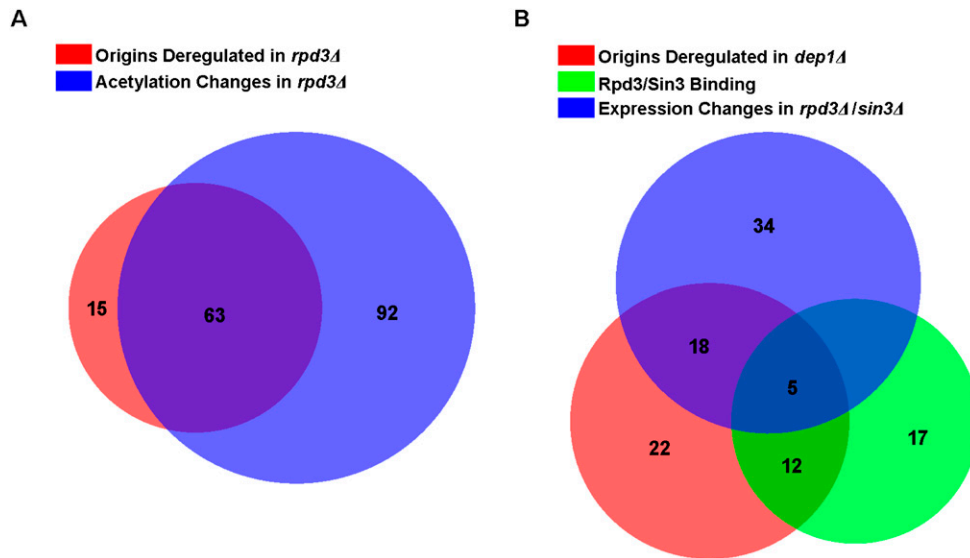 A
Origins Deregulated in rpd3Δ
Acetylation Changes in rpd3Δ
15
63
92
B
Origins Deregulated in dep1Δ
Rpd3/Sin3 Binding
Expression Changes in rpd3Δ/sin3Δ
34
18
5
22
12
17